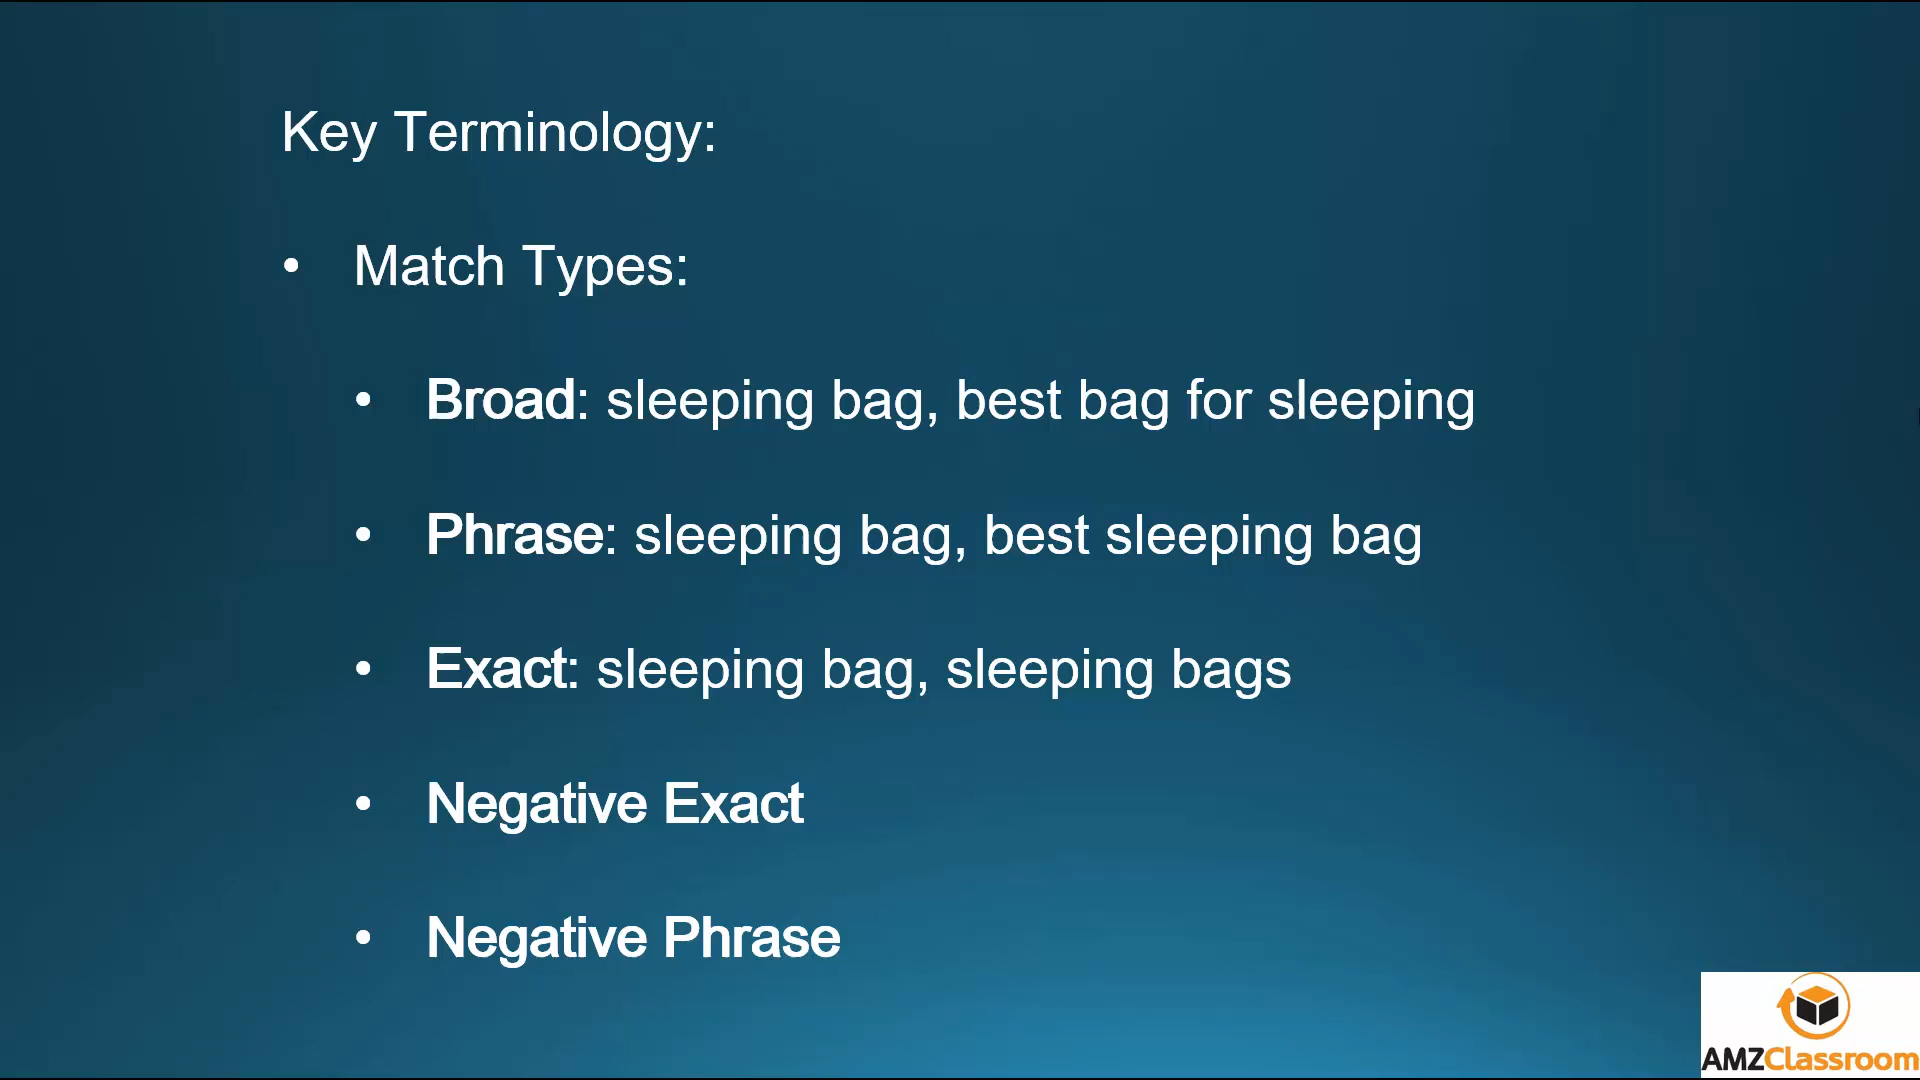 Key Terminology:
• Match Types:
• Broad: sleeping bag, best bag for sleeping
• Phrase: sleeping bag, best sleeping bag
• Exact: sleeping bag, sleeping bags
• Negative Exact
• Negative Phrase
AMZClassroom